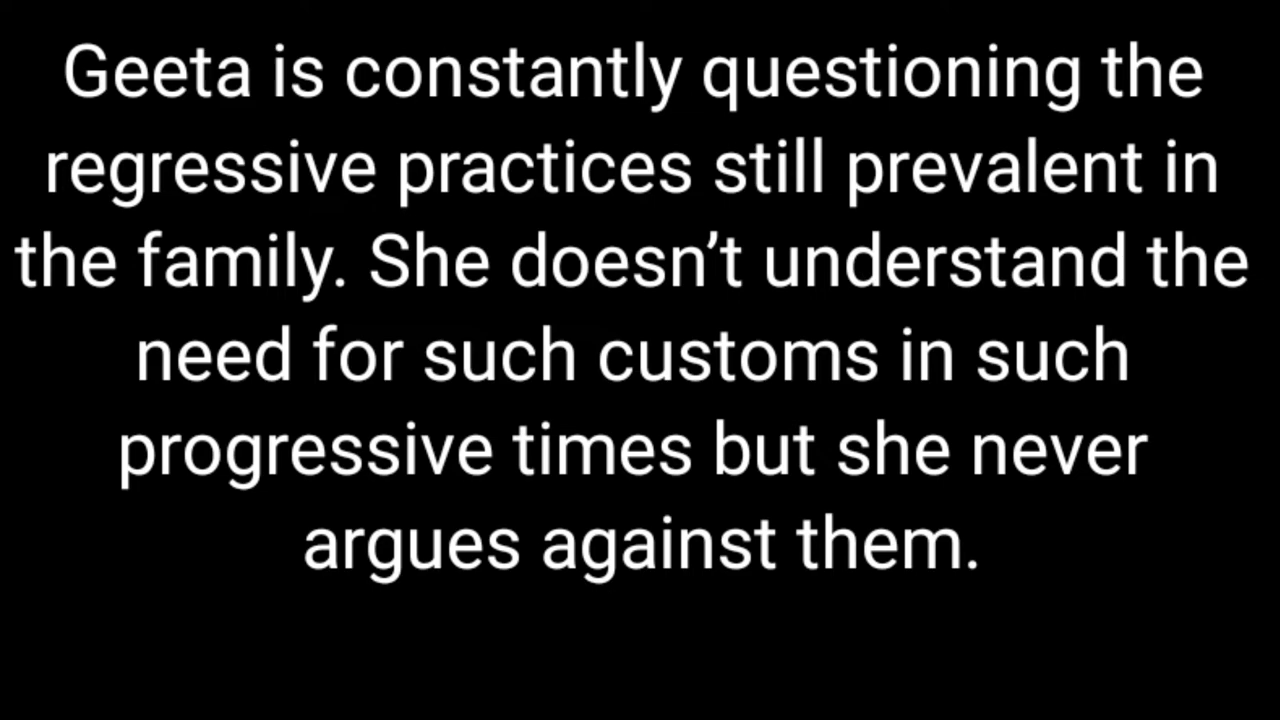 Geeta is constantly questioning the
regressive practices still prevalent in
the family. She doesn’t understand the
need for such customs in such
progressive times but she never
argues against them.